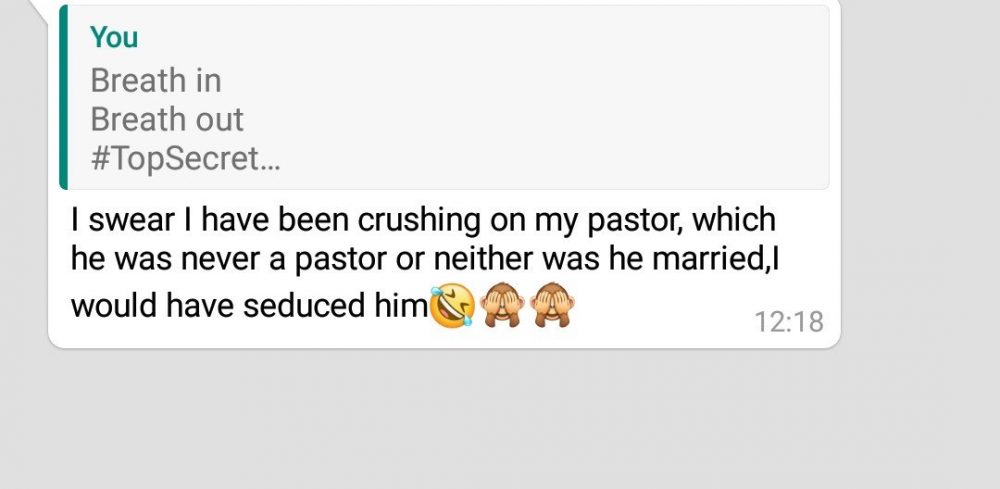 You
Breath in
Breath out
#TopSecret...
I swear I have been crushing on my pastor, which
he was never a pastor or neither was he married,I
would have seduced him🤣🙈🙈
12:18